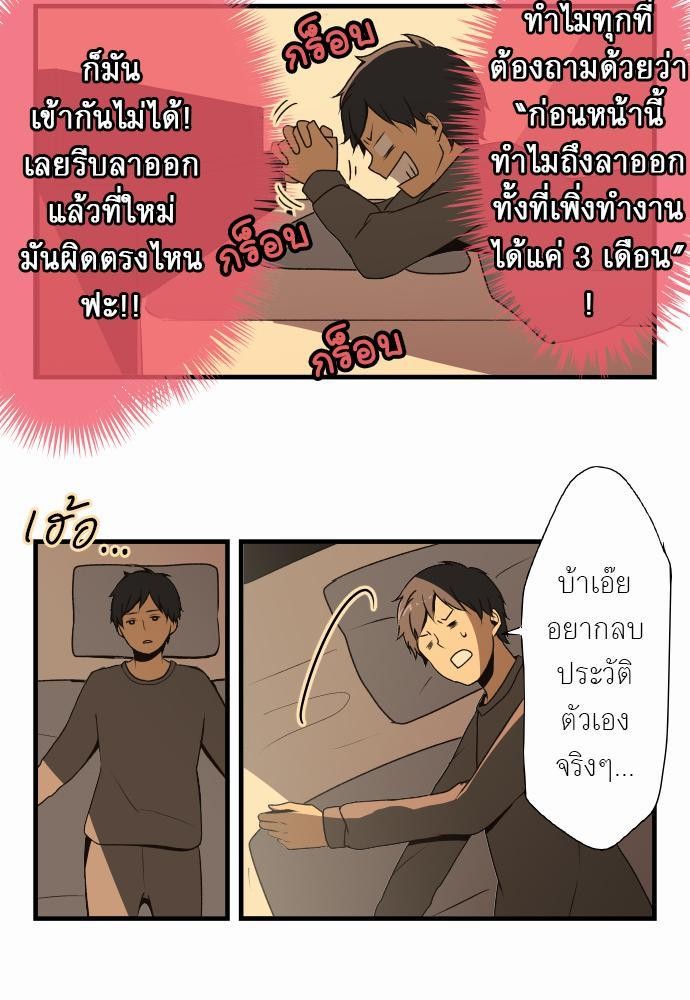 ทำไมทุกที่
ต้องถามด้วยว่า
"ก่อนหน้านี้
ทำไมถึงลาออก
ทั้งที่เพิ่งทำงาน
ได้แค่ 3 เดือน"
!
กร็อบ
กร็อบ
กร็อบ
ก็มัน
เข้ากันไม่ได้!
เลยรีบลาออก
แล้วที่ใหม่
มันผิดตรงไหน
ฟะ!!
เฮ้อ...
บ้าเอ๊ย
อยากลบ
ประวัติ
ตัวเอง
จริงๆ...